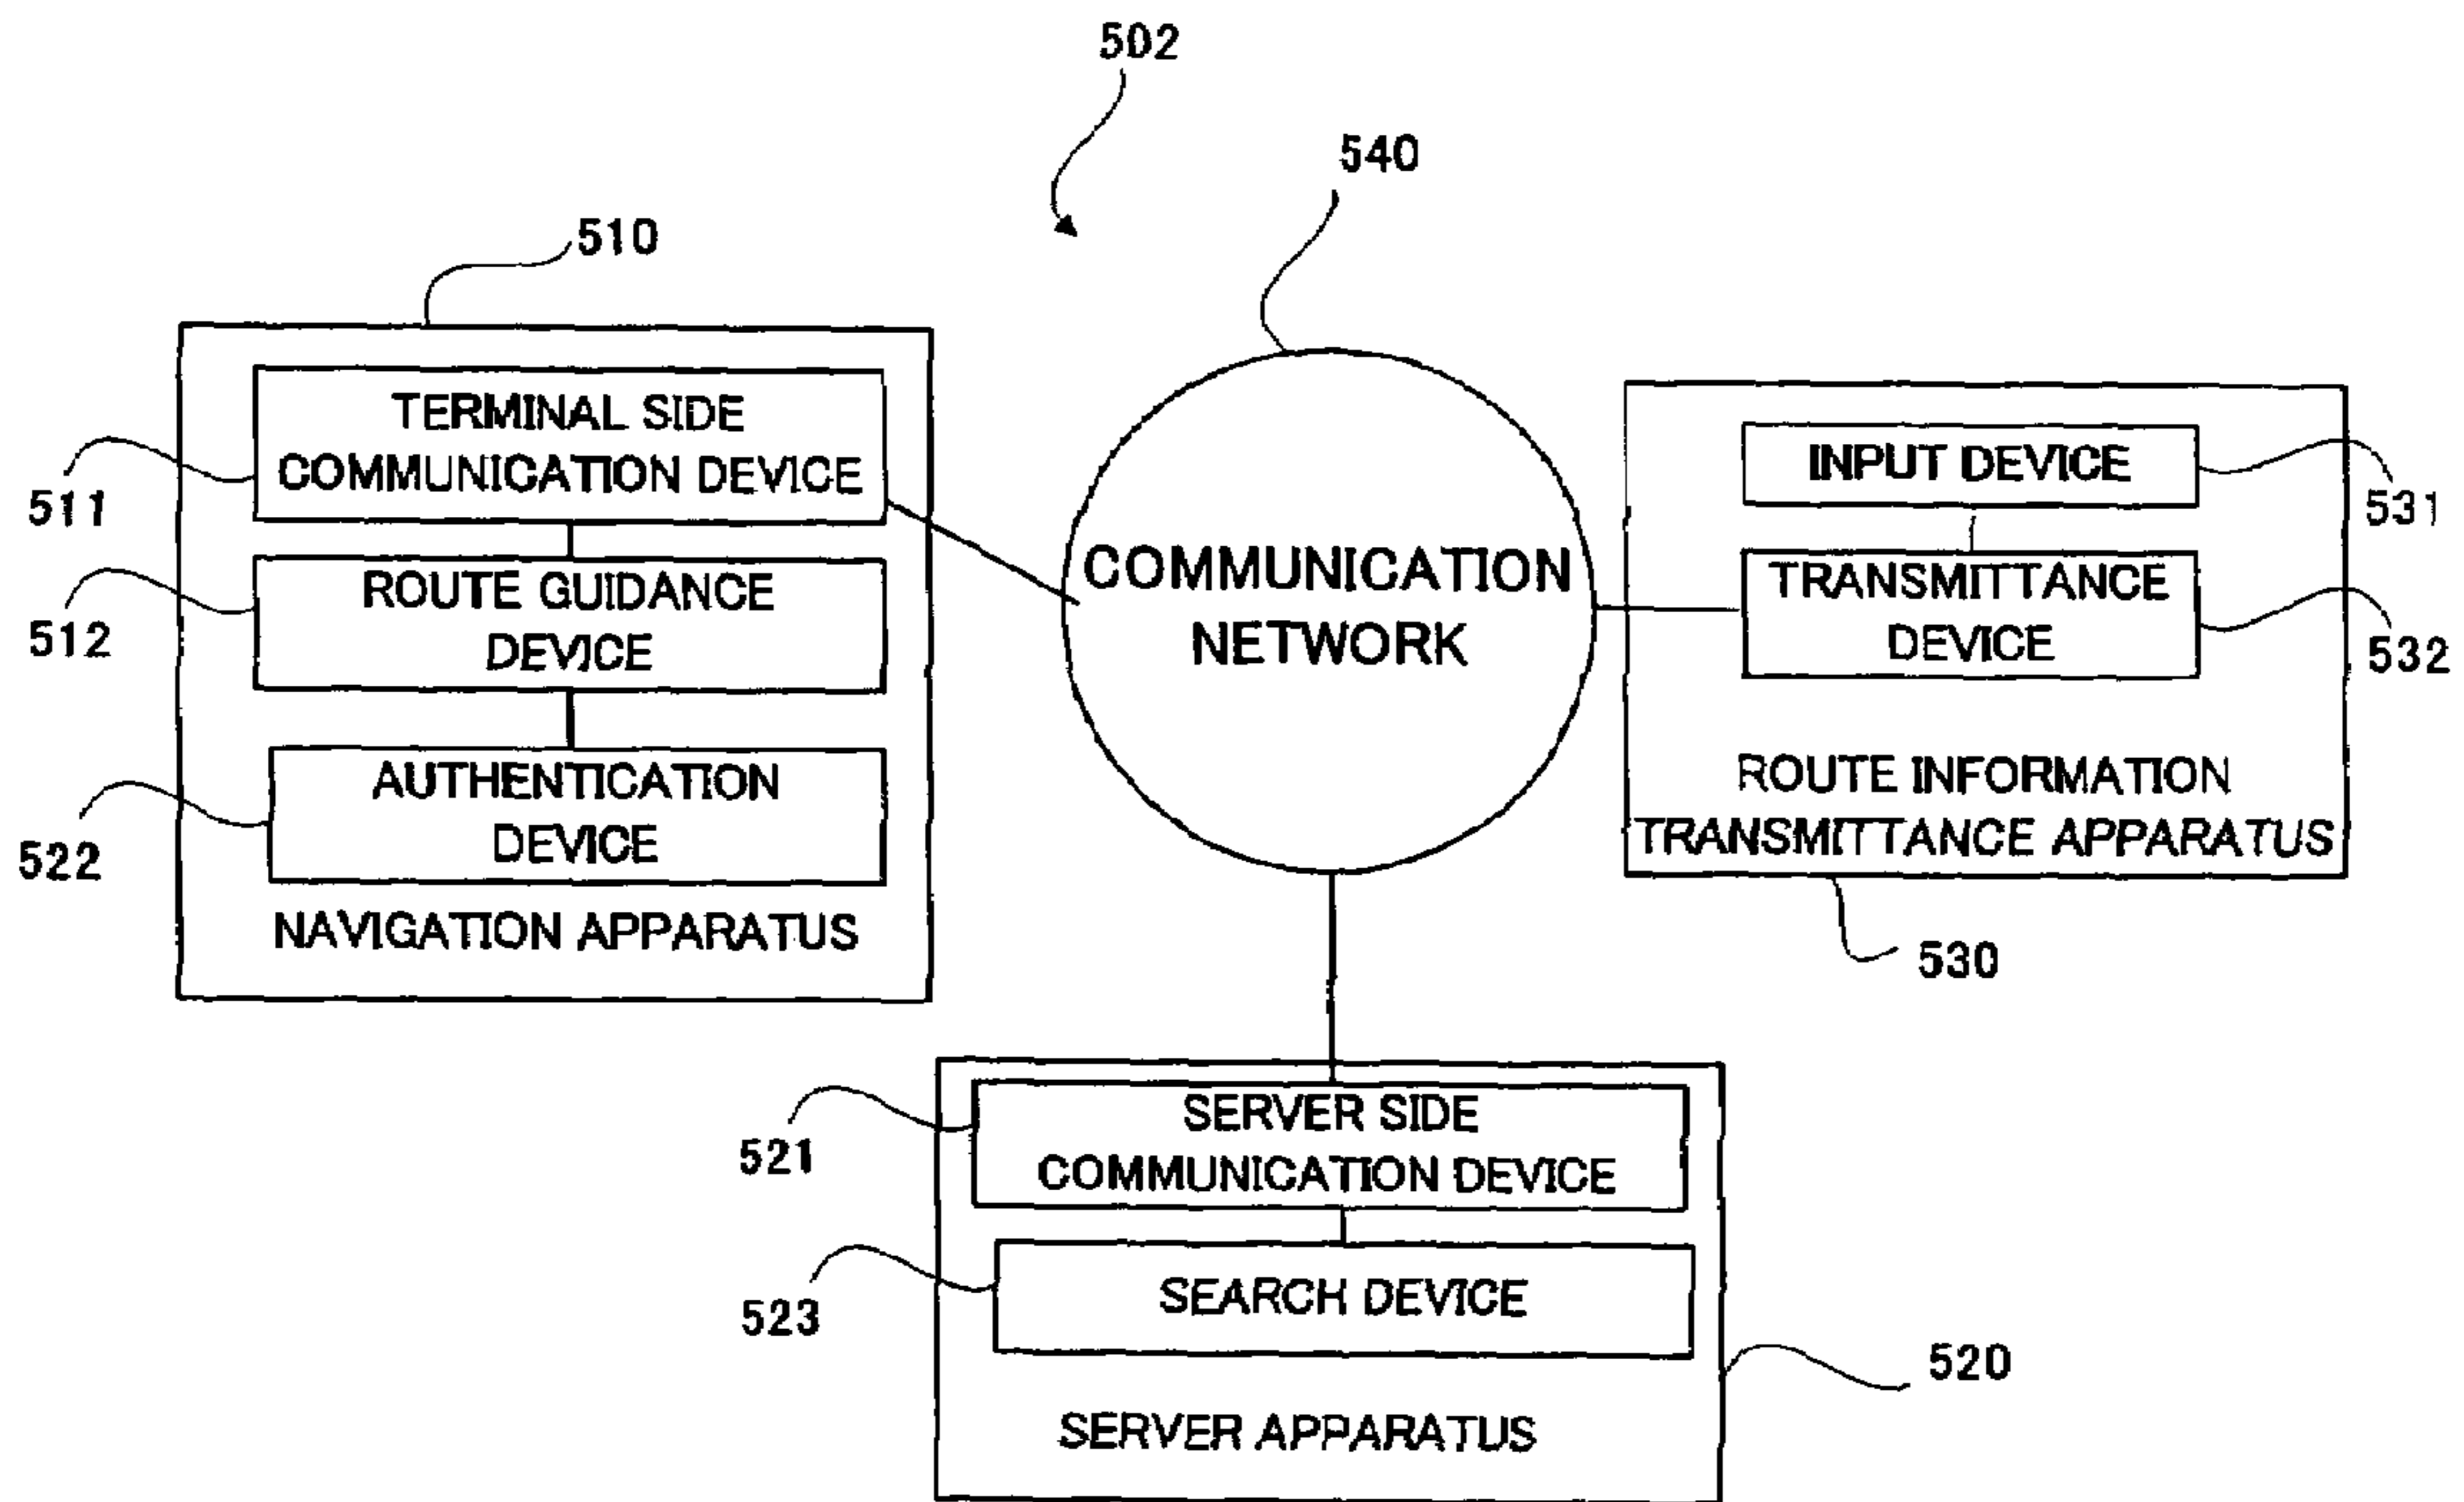 502
540
510
TERMINAL SIDE
COMMUNICATION DEVICE
511
ROUTE GUIDANCE
DEVICE
512
AUTHENTICATION
DEVICE
522
NAVIGATION APPARATUS
COMMUNICATION
NETWORK
INPUT DEVICE
531
TRANSMITTANCE
DEVICE
532
ROUTE INFORMATION
TRANSMITTANCE APPARATUS
530
SERVER SIDE
COMMUNICATION DEVICE
521
SEARCH DEVICE
523
520
SERVER APPARATUS